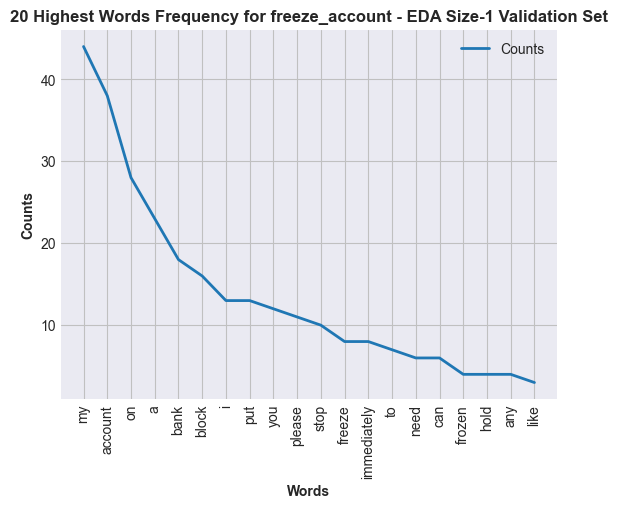 20 Highest Words Frequency for freeze_account - EDA Size-1 Validation Set
Counts
40
30
20
10
Counts
my
account
on
a
bank
block
i
put
you
please
stop
freeze
immediately
to
need
can
frozen
hold
any
like
Words